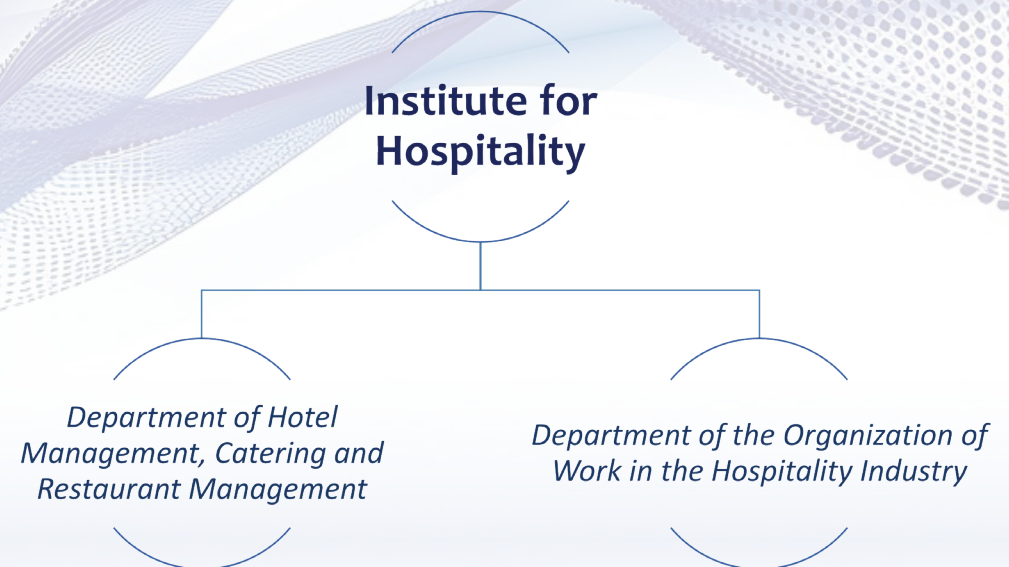 Institute for
Hospitality
Department of Hotel
Management, Catering and
Restaurant Management
Department of the Organization of
Work in the Hospitality Industry